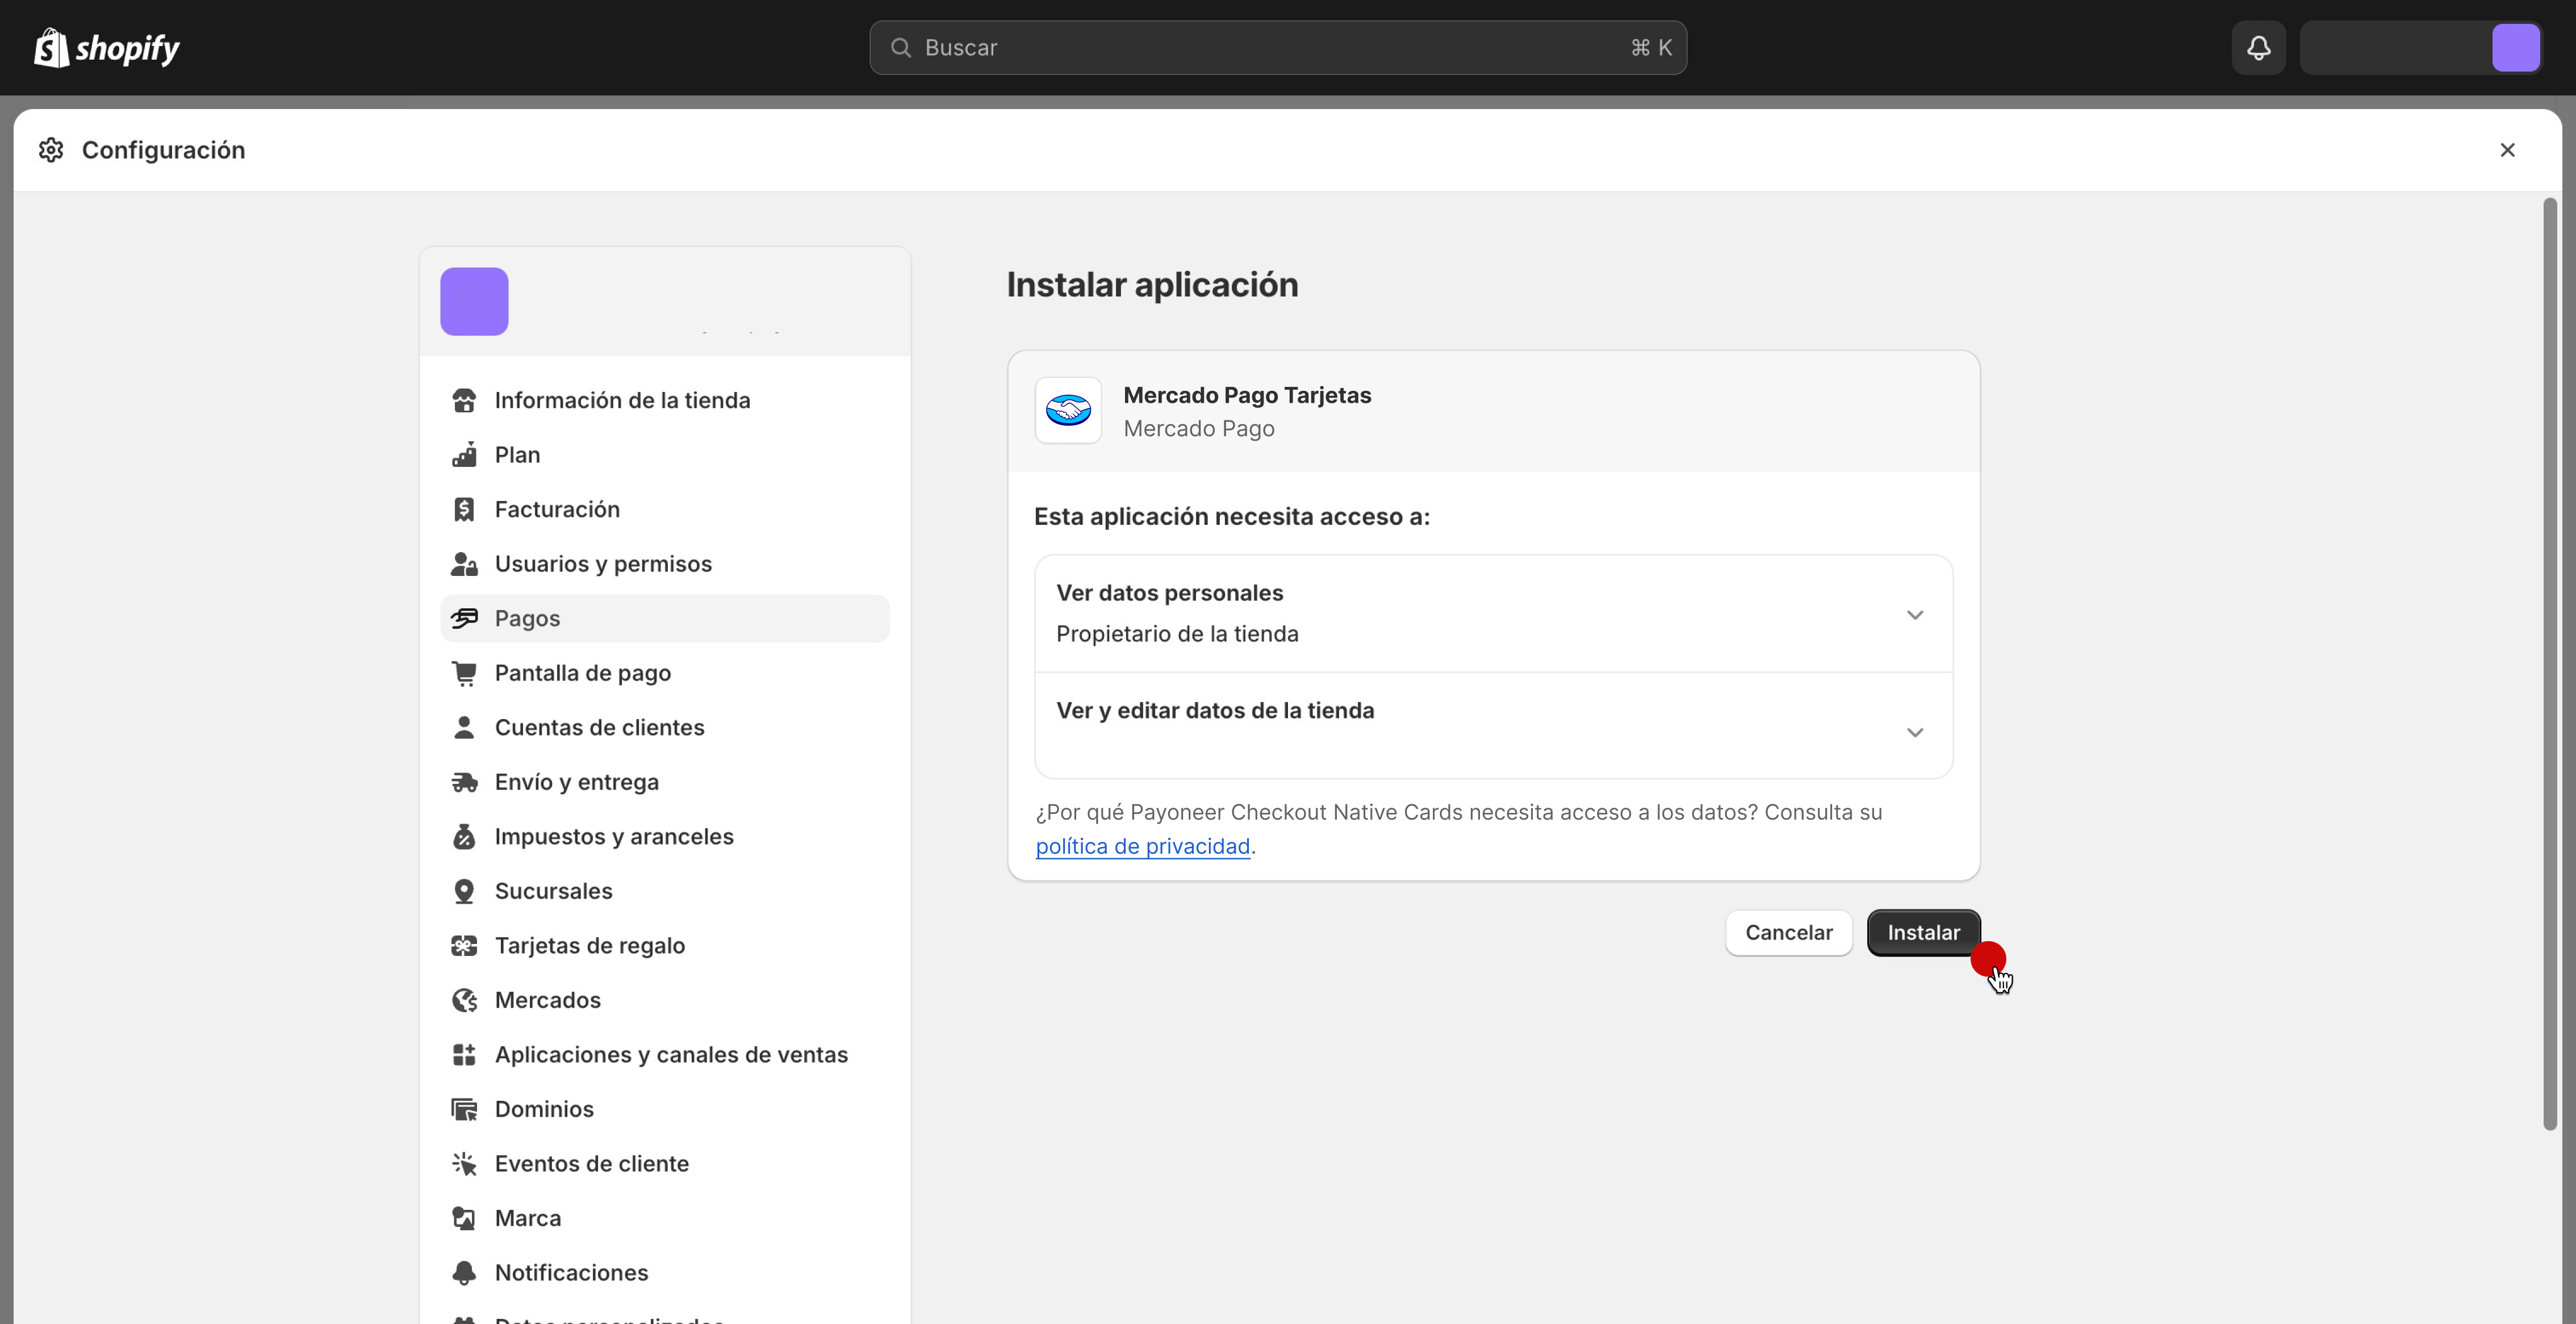 shopify
Buscar
⌘ K
Configuración
Información de la tienda
Plan
Facturación
Usuarios y permisos
Pagos
Pantalla de pago
Cuentas de clientes
Envío y entrega
Impuestos y aranceles
Sucursales
Tarjetas de regalo
Mercados
Aplicaciones y canales de ventas
Dominios
Eventos de cliente
Marca
Notificaciones
Instalar aplicación
Mercado Pago Tarjetas
Mercado Pago
Esta aplicación necesita acceso a:
Ver datos personales
Propietario de la tienda
Ver y editar datos de la tienda
¿Por qué Payoneer Checkout Native Cards necesita acceso a los datos? Consulta su
política de privacidad.
Cancelar
Instalar